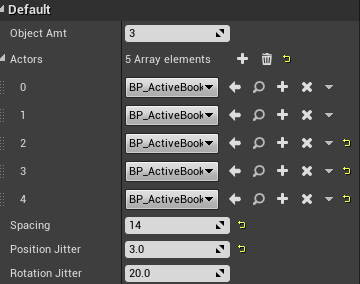 Default
Object Amt 3
Actors 5 Array elements
0 BP_ActiveBook
1 BP_ActiveBook
2 BP_ActiveBook
3 BP_ActiveBook
4 BP_ActiveBook
Spacing 14
Position Jitter 3.0
Rotation Jitter 20.0